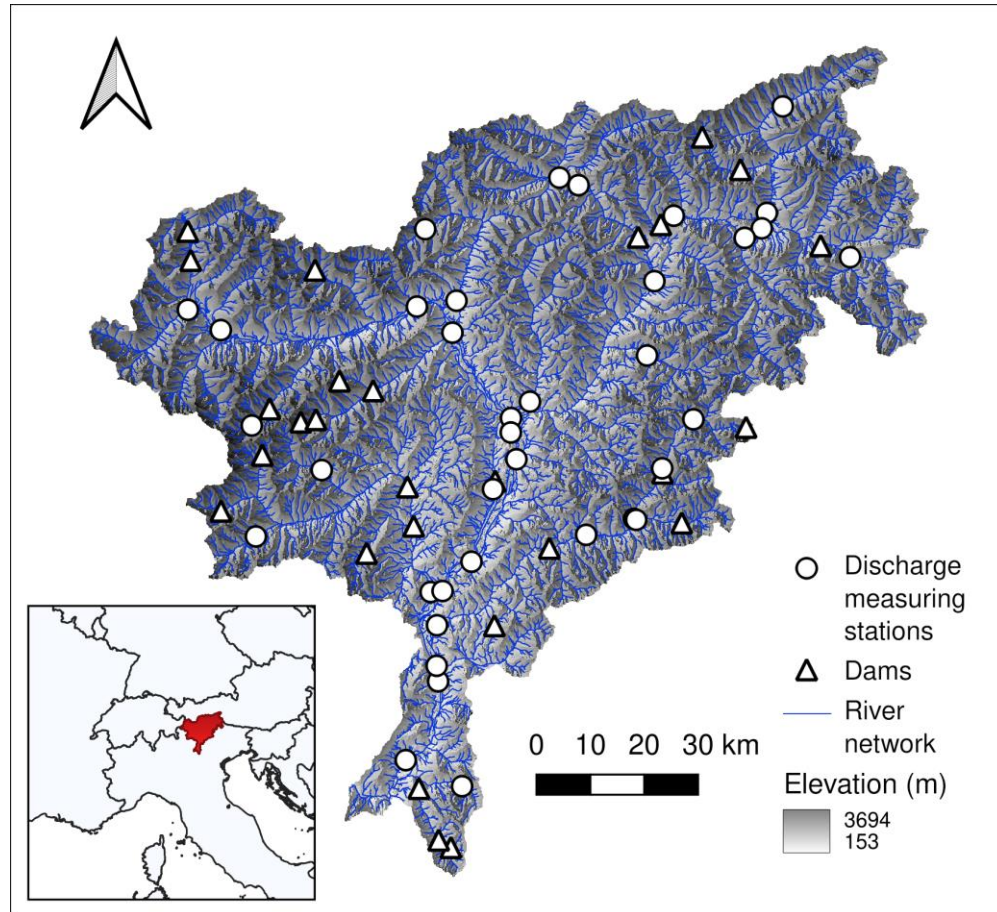 Discharge
measuring
stations
Dams
River
network
0 10 20 30 km
Elevation (m)
3694
153